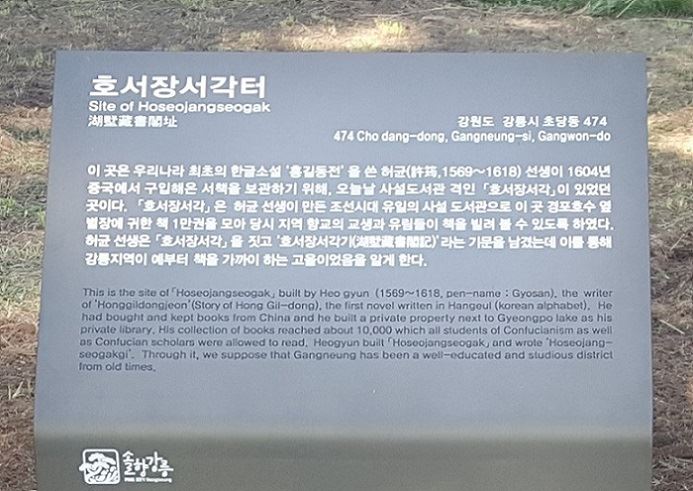 호서장서각터
Site of Hoseojangseogak
湖墅藏書閣址
강원도 강릉시 초당동 474
474 Cho dang-dong, Gangneung-si, Gangwon-do
이 곳은 우리나라 최초의 한글소설 '홍길동전' 을 쓴 허균(許筠,1569~1618) 선생이 1604년
중국에서 구입해온 서책을 보관하기 위해, 오늘날 사설도서관 격인 「호서장서각」이 있었던
곳이다. 「호서장서각」은 허균 선생이 만든 조선시대 유일의 사설 도서관으로 이 곳 경포호수 옆
별장에 귀한 책 1만권을 모아 당시 지역 향교의 교생과 유림들이 책을 빌려 볼 수 있도록 하였다.
허균 선생은 「호서장서각」을 짓고 '호서장서각기(湖墅藏書閣記)' 라는 기문을 남겼는데 이를 통해
강릉지역이 예부터 책을 가까이 하는 고을이었음을 알게 한다.
This is the site of「Hoseojangseogak」built by Heo gyun (1569~1618, pen-name : Gyosan), the writer
of 'Honggildongjeon'(Story of Hong Gil-dong), the first novel written in Hangeul (korean alphabet). He
had bought and kept books from China and he built a private property next to Gyeongpo lake as his
private library. His collection of books reached about 10,000 which all students of Confucianism as well
as Confucian scholars were allowed to read. Heogyun built「Hoseojangseogak」and wrote 'Hoseojang-
seogakgi'. Through it, we suppose that Gangneung has been a well-educated and studious district
from old times.
솔향강릉
PINE CITY Gangneung